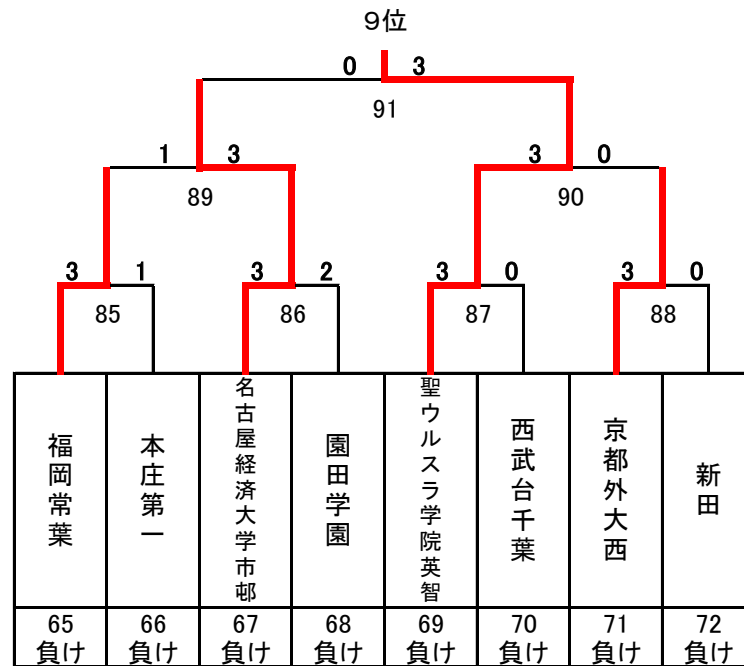 9位
0 3
91
1 3 3 0
89 90
3 1 3 2 3 0 3 0
85 86 87 88
福岡常葉
本庄第一
名古屋経済大学市邨
園田学園
聖ウルスラ学院英智
西武台千葉
京都外大西
新田
65 66 67 68 69 70 71 72
負け 負け 負け 負け 負け 負け 負け 負け